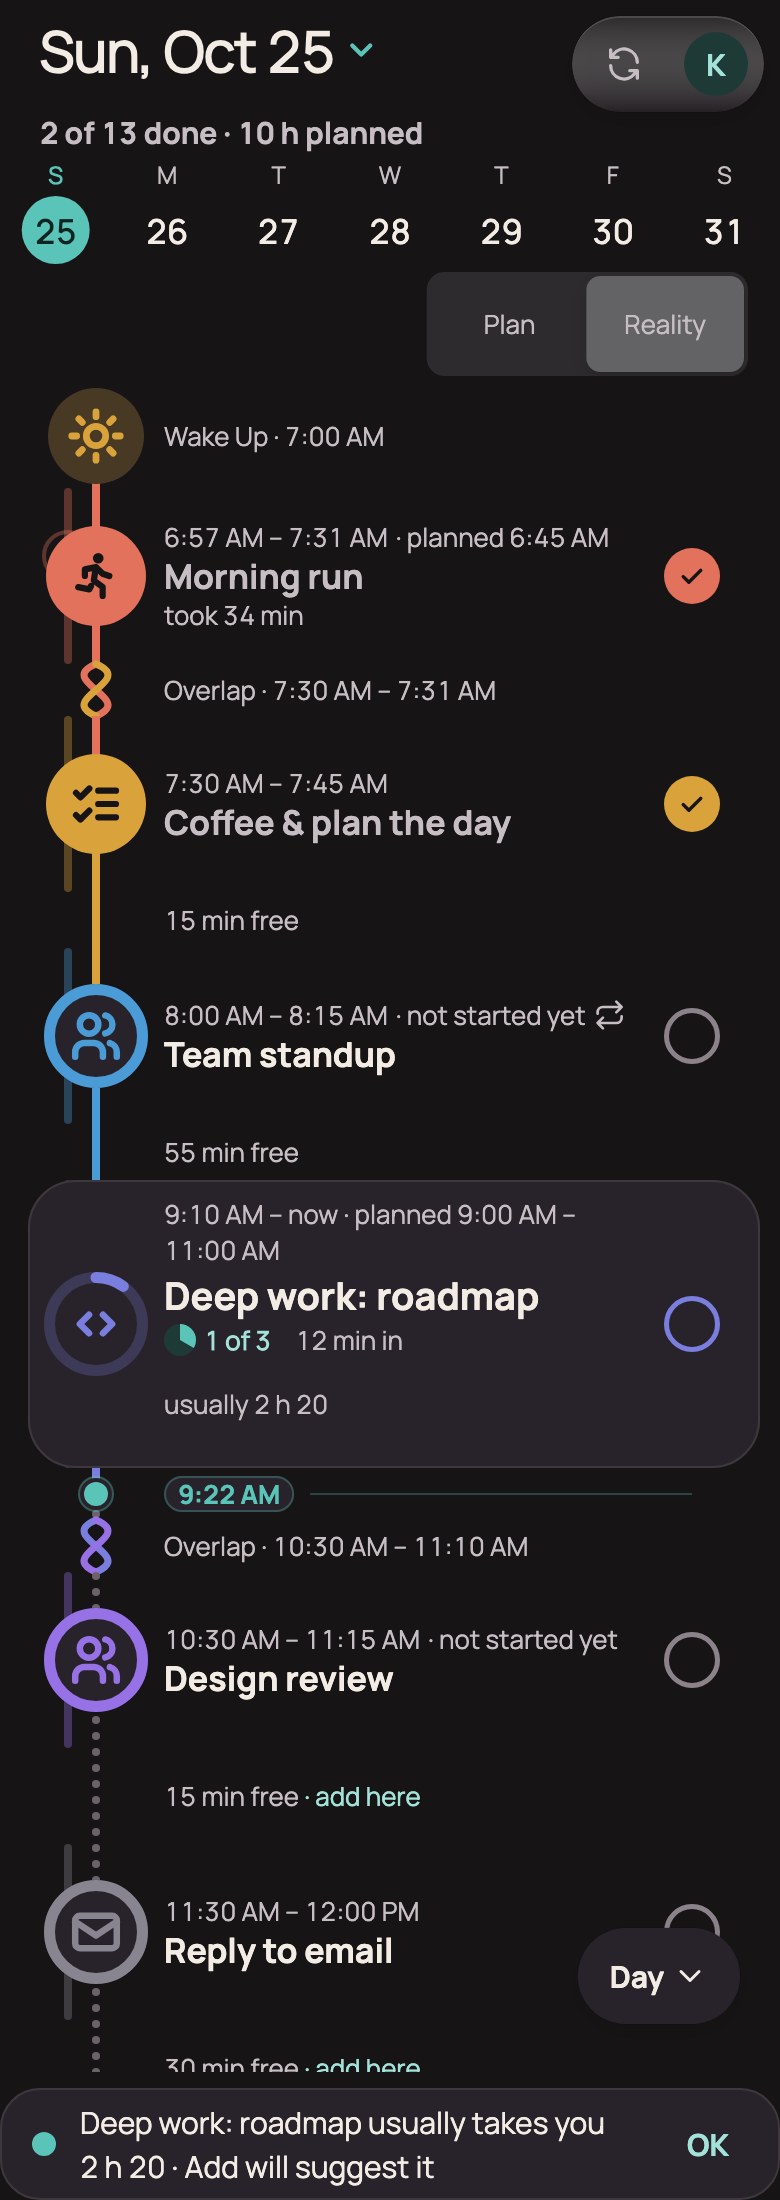 Sun, Oct 25
K
2 of 13 done · 10 h planned
S M T W T F S
25 26 27 28 29 30 31
Plan Reality
Wake Up · 7:00 AM
6:57 AM – 7:31 AM · planned 6:45 AM
Morning run
took 34 min
Overlap · 7:30 AM – 7:31 AM
7:30 AM – 7:45 AM
Coffee & plan the day
15 min free
8:00 AM – 8:15 AM · not started yet
Team standup
55 min free
9:10 AM – now · planned 9:00 AM –
11:00 AM
Deep work: roadmap
1 of 3 12 min in
usually 2 h 20
9:22 AM
Overlap · 10:30 AM – 11:10 AM
10:30 AM – 11:15 AM · not started yet
Design review
15 min free · add here
11:30 AM – 12:00 PM
Reply to email
Day
30 min free · add here
Deep work: roadmap usually takes you
2 h 20 · Add will suggest it
OK